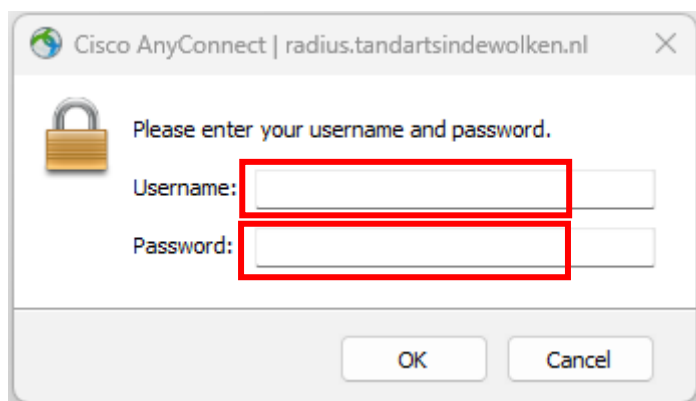 Cisco AnyConnect | radius.tandartsindewolken.nl
Please enter your username and password.
Username:
Password:
OK Cancel